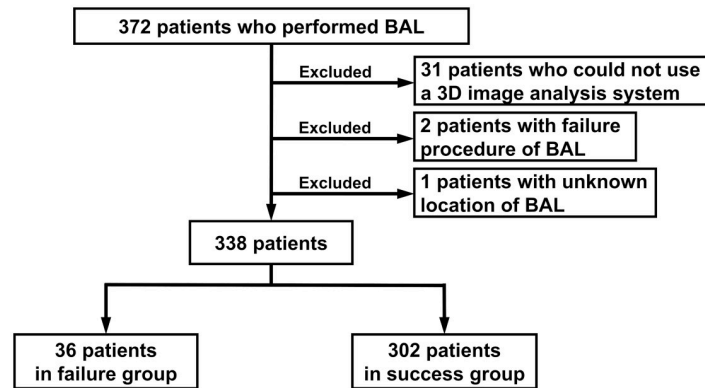 372 patients who performed BAL
Excluded
31 patients who could not use
a 3D image analysis system
Excluded
2 patients with failure
procedure of BAL
Excluded
1 patients with unknown
location of BAL
338 patients
36 patients
in failure group
302 patients
in success group